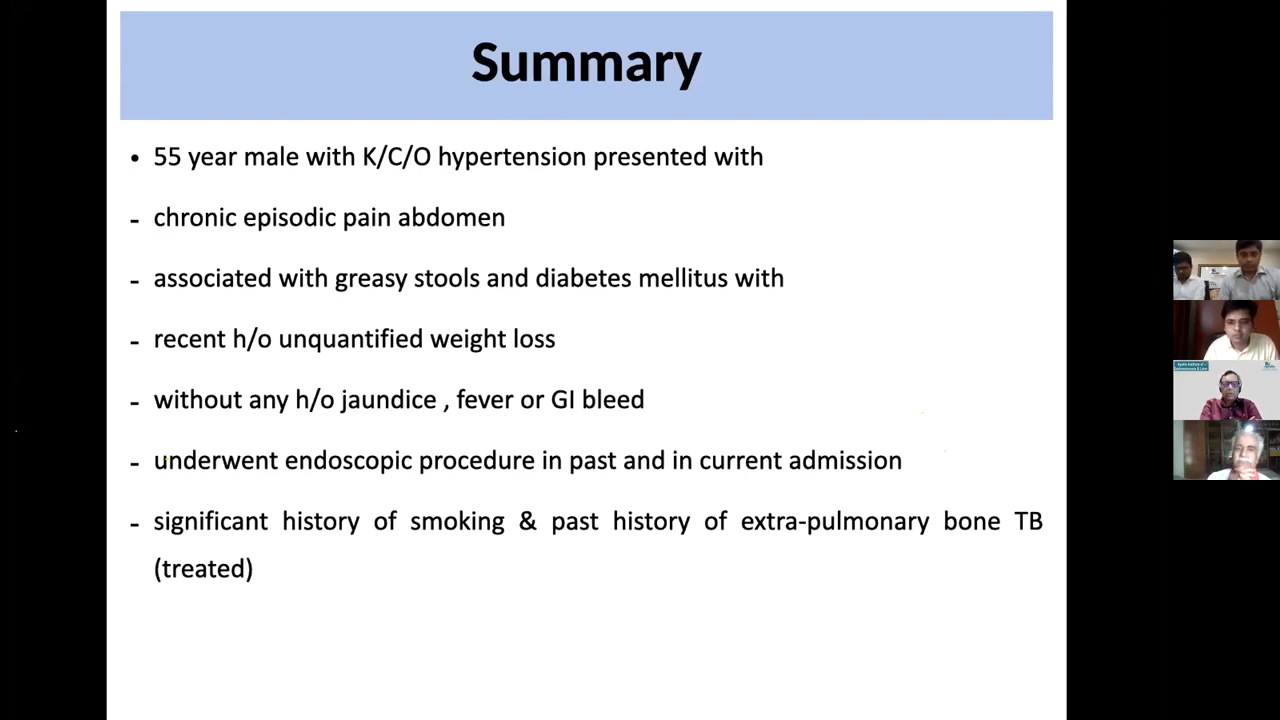 Summary
• 55 year male with K/C/O hypertension presented with
- chronic episodic pain abdomen
- associated with greasy stools and diabetes mellitus with
- recent h/o unquantified weight loss
- without any h/o jaundice , fever or GI bleed
- underwent endoscopic procedure in past and in current admission
- significant history of smoking & past history of extra-pulmonary bone TB
(treated)